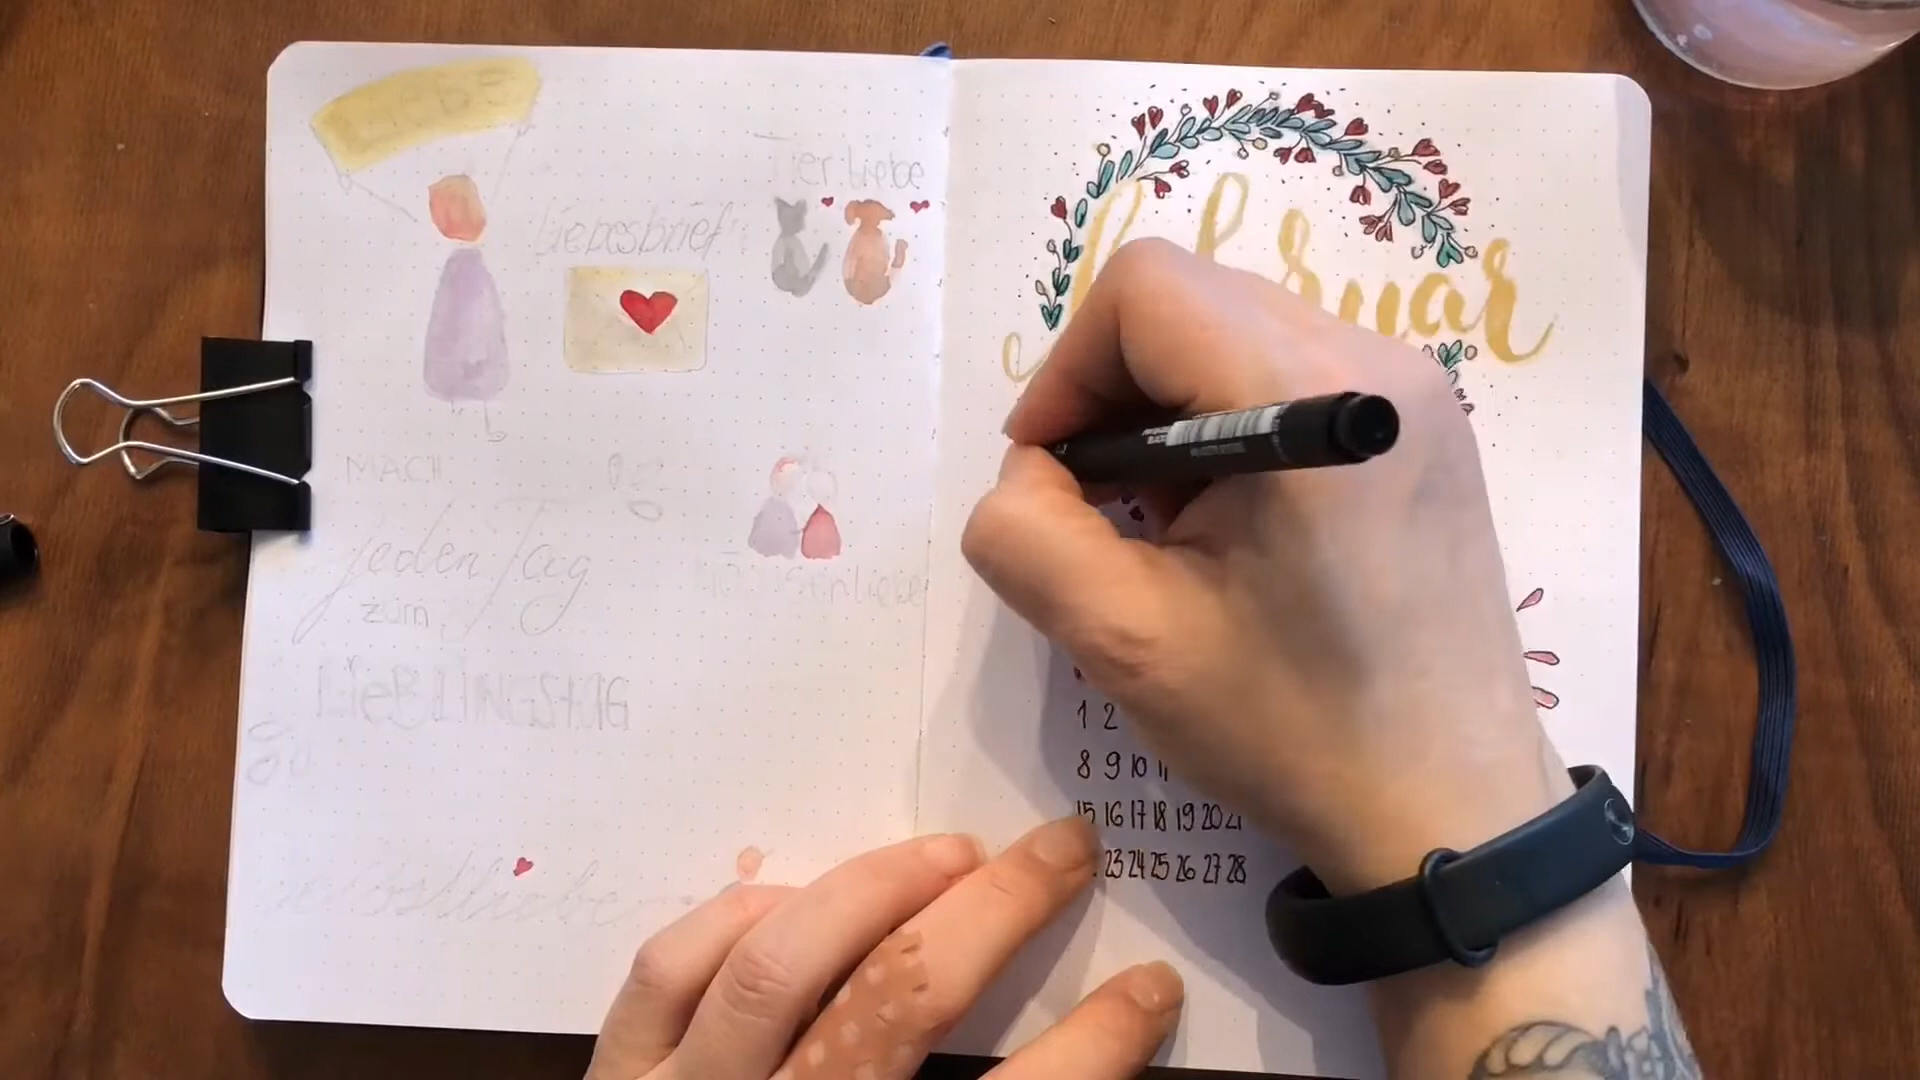 LIEBE
Tierliebe
Liebesbrief
MACH
jeden Tag
zum
LieBLINGStAG
selbstliebe
februar
1 2
8 9 10 11
15 16 17 18 19 20 21
23 24 25 26 27 28